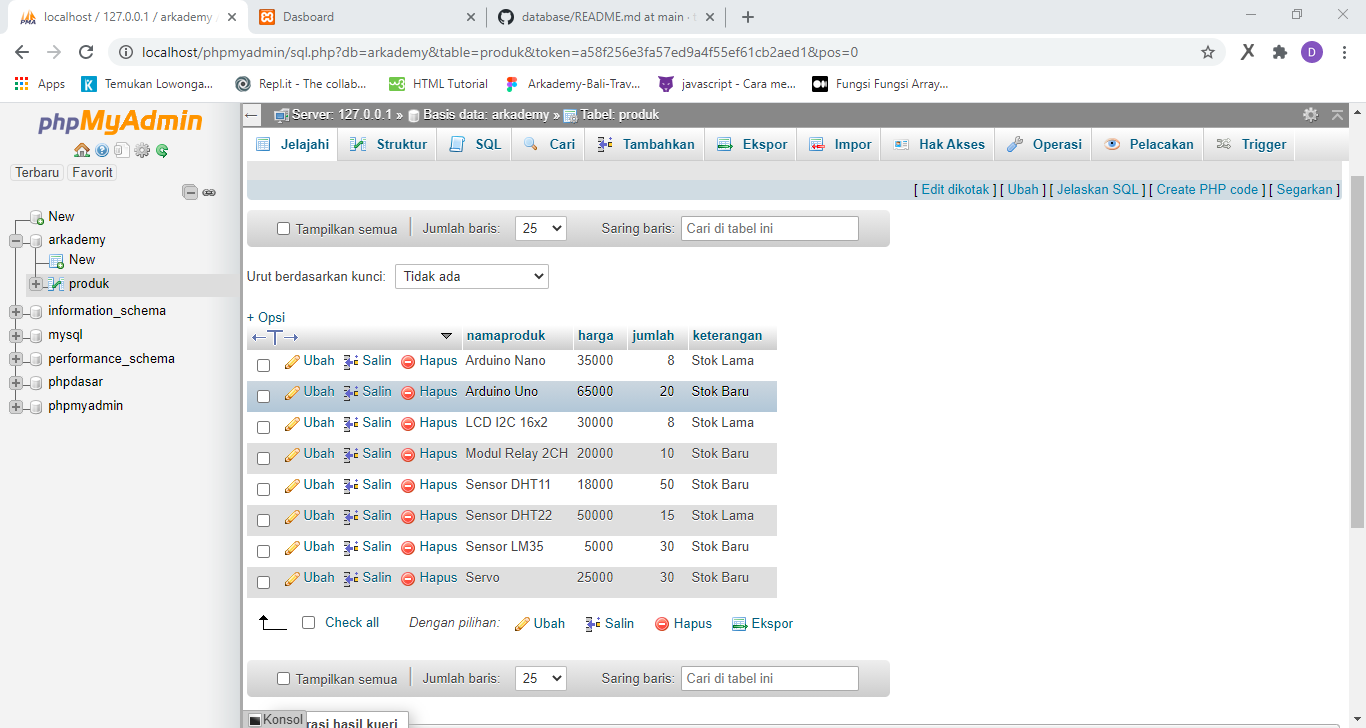 localhost / 127.0.0.1 / arkademy
Dasboard
database/README.md at main ·
localhost/phpmyadmin/sql.php?db=arkademy&table=produk&token=a58f256e3fa57ed9a4f55ef61cb2aed1&pos=0
D
Apps
Temukan Lowonga...
Repl.it - The collab...
HTML Tutorial
Arkademy-Bali-Trav...
javascript - Cara me...
Fungsi Fungsi Array...
phpMyAdmin
Terbaru Favorit
New
arkademy
New
produk
information_schema
mysql
performance_schema
phpdasar
phpmyadmin
Server: 127.0.0.1 » Basis data: arkademy » Tabel: produk
Jelajahi Struktur SQL Cari Tambahkan Ekspor Impor Hak Akses Operasi Pelacakan Trigger
[ Edit dikotak ] [ Ubah ] [ Jelaskan SQL ] [ Create PHP code ] [ Segarkan ]
Tampilkan semua Jumlah baris: 25 Saring baris: Cari di tabel ini
Urut berdasarkan kunci: Tidak ada
+ Opsi
←T→ namaproduk harga jumlah keterangan
Ubah Salin Hapus Arduino Nano 35000 8 Stok Lama
Ubah Salin Hapus Arduino Uno 65000 20 Stok Baru
Ubah Salin Hapus LCD I2C 16x2 30000 8 Stok Lama
Ubah Salin Hapus Modul Relay 2CH 20000 10 Stok Baru
Ubah Salin Hapus Sensor DHT11 18000 50 Stok Baru
Ubah Salin Hapus Sensor DHT22 50000 15 Stok Lama
Ubah Salin Hapus Sensor LM35 5000 30 Stok Baru
Ubah Salin Hapus Servo 25000 30 Stok Baru
Check all Dengan pilihan: Ubah Salin Hapus Ekspor
Tampilkan semua Jumlah baris: 25 Saring baris: Cari di tabel ini
Konsol rasi hasil kueri